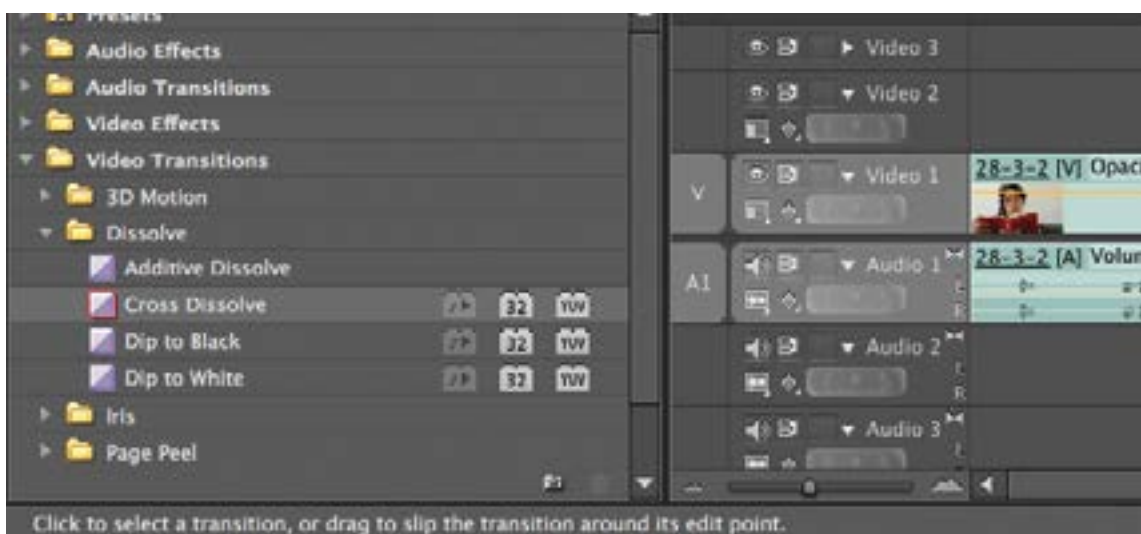 Presets
Audio Effects
Audio Transitions
Video Effects
Video Transitions
3D Motion
Dissolve
Additive Dissolve
Cross Dissolve 32 YUV
Dip to Black 32 YUV
Dip to White 32 YUV
Iris
Page Peel
Video 3
Video 2
V Video 1
28-3-2 [V] Opaci
A1 Audio 1 L R
28-3-2 [A] Volum
Audio 2 L R
Audio 3 L
Click to select a transition, or drag to slip the transition around its edit point.